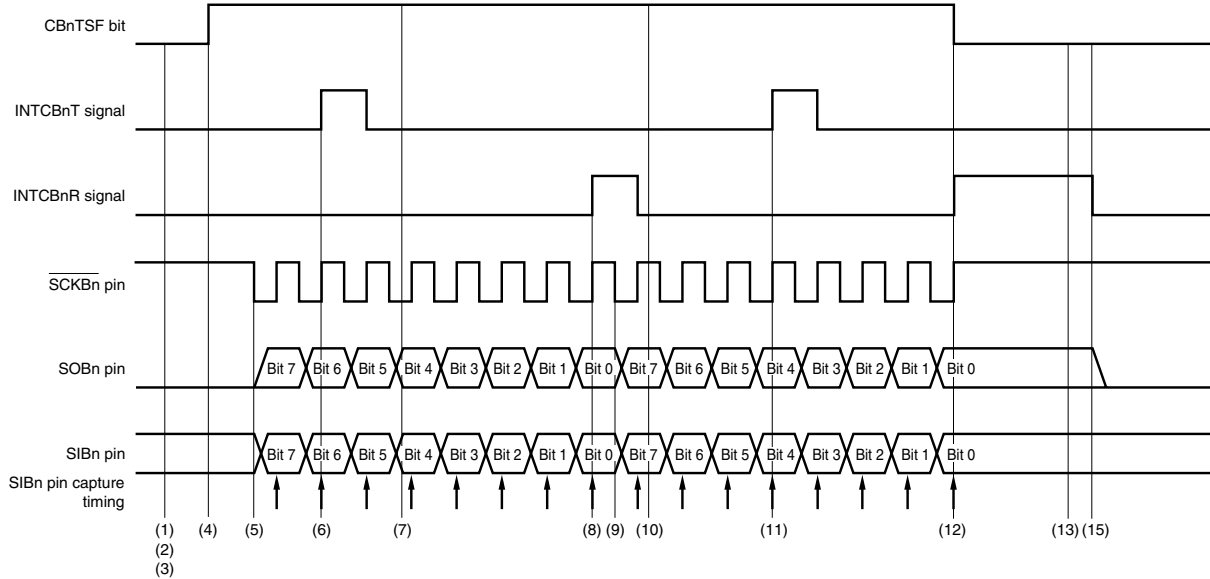 CBnTSF bit
INTCBnT signal
INTCBnR signal
SCKBn pin
SOBn pin
Bit 7 Bit 6 Bit 5 Bit 4 Bit 3 Bit 2 Bit 1 Bit 0 Bit 7 Bit 6 Bit 5 Bit 4 Bit 3 Bit 2 Bit 1 Bit 0
SIBn pin
Bit 7 Bit 6 Bit 5 Bit 4 Bit 3 Bit 2 Bit 1 Bit 0 Bit 7 Bit 6 Bit 5 Bit 4 Bit 3 Bit 2 Bit 1 Bit 0
SIBn pin capture
timing
(1) (4) (5) (6) (7) (8) (9) (10) (11) (12) (13) (15)
(2)
(3)